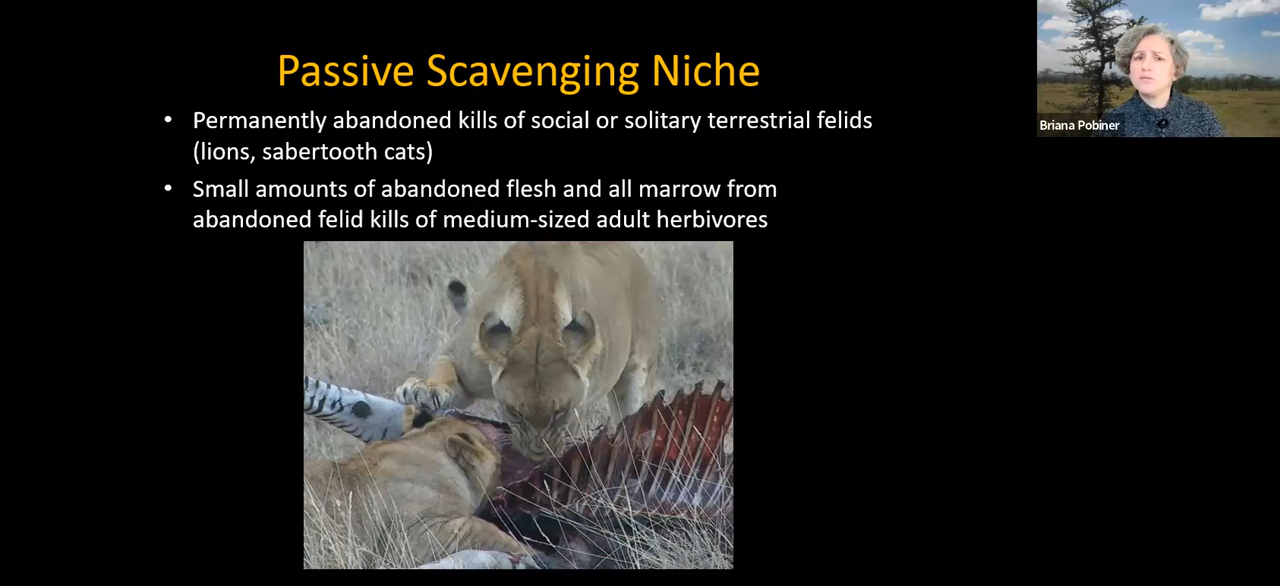 Passive Scavenging Niche
• Permanently abandoned kills of social or solitary terrestrial felids
(lions, sabertooth cats)
• Small amounts of abandoned flesh and all marrow from
abandoned felid kills of medium-sized adult herbivores
Briana Pobiner